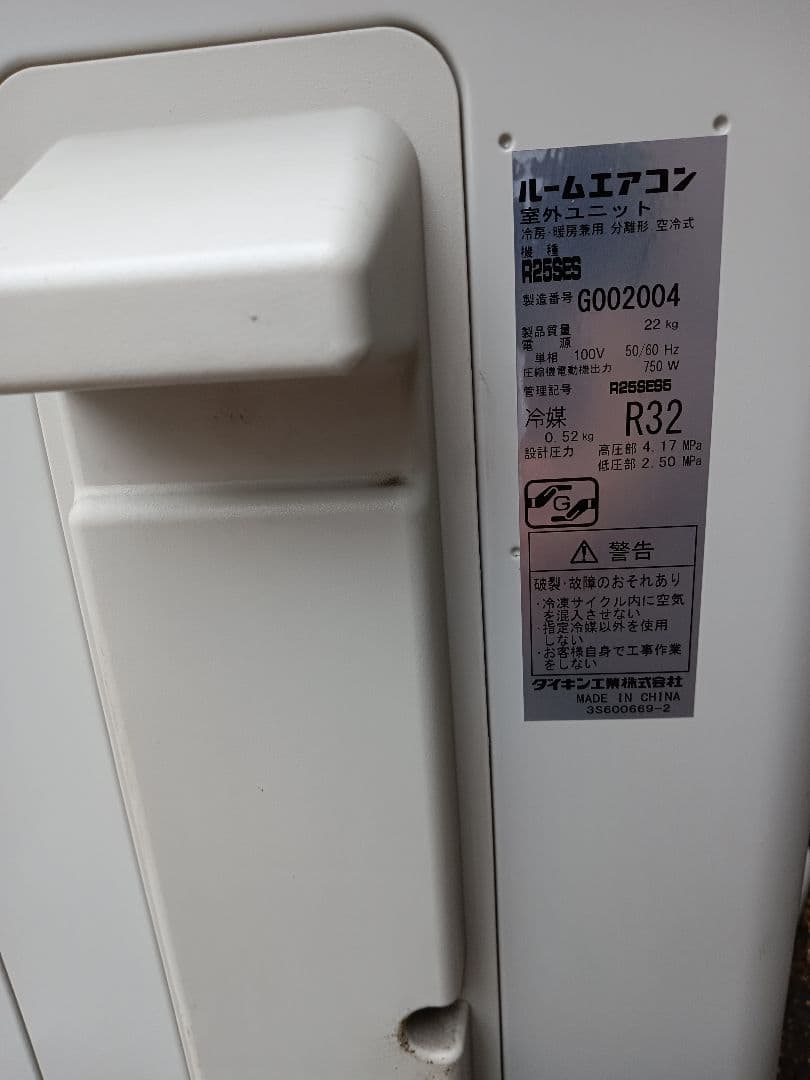 ルームエアコン
室外ユニット
冷房・暖房兼用 分離形 空冷式
機種
R25SES
製造番号 G002004
製品質量 22 kg
電源
単相 100V 50/60 Hz
圧縮機電動機出力 750 W
管理記号 R25SES5
冷媒 R32
0.52 kg
設計圧力 高圧部 4.17 MPa
低圧部 2.50 MPa
G
警告
破裂・故障のおそれあり
・冷凍サイクル内に空気
を混入させない
・指定冷媒以外を使用
しない
・お客様自身で工事作業
をしない
ダイキン工業株式会社
MADE IN CHINA
3S600669-2